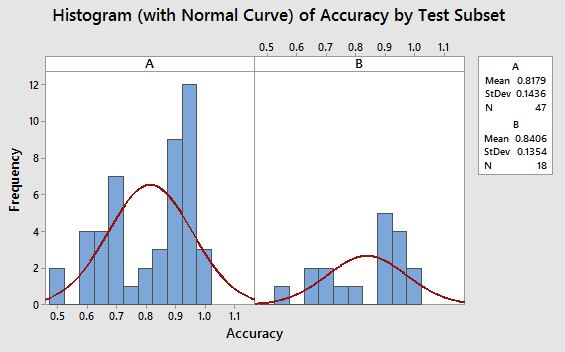 Histogram (with Normal Curve) of Accuracy by Test Subset
0.5 0.6 0.7 0.8 0.9 1.0 1.1
A B
12
10
8
6
4
2
0
Frequency
0.5 0.6 0.7 0.8 0.9 1.0 1.1
Accuracy
A
Mean 0.8179
StDev 0.1436
N 47
B
Mean 0.8406
StDev 0.1354
N 18